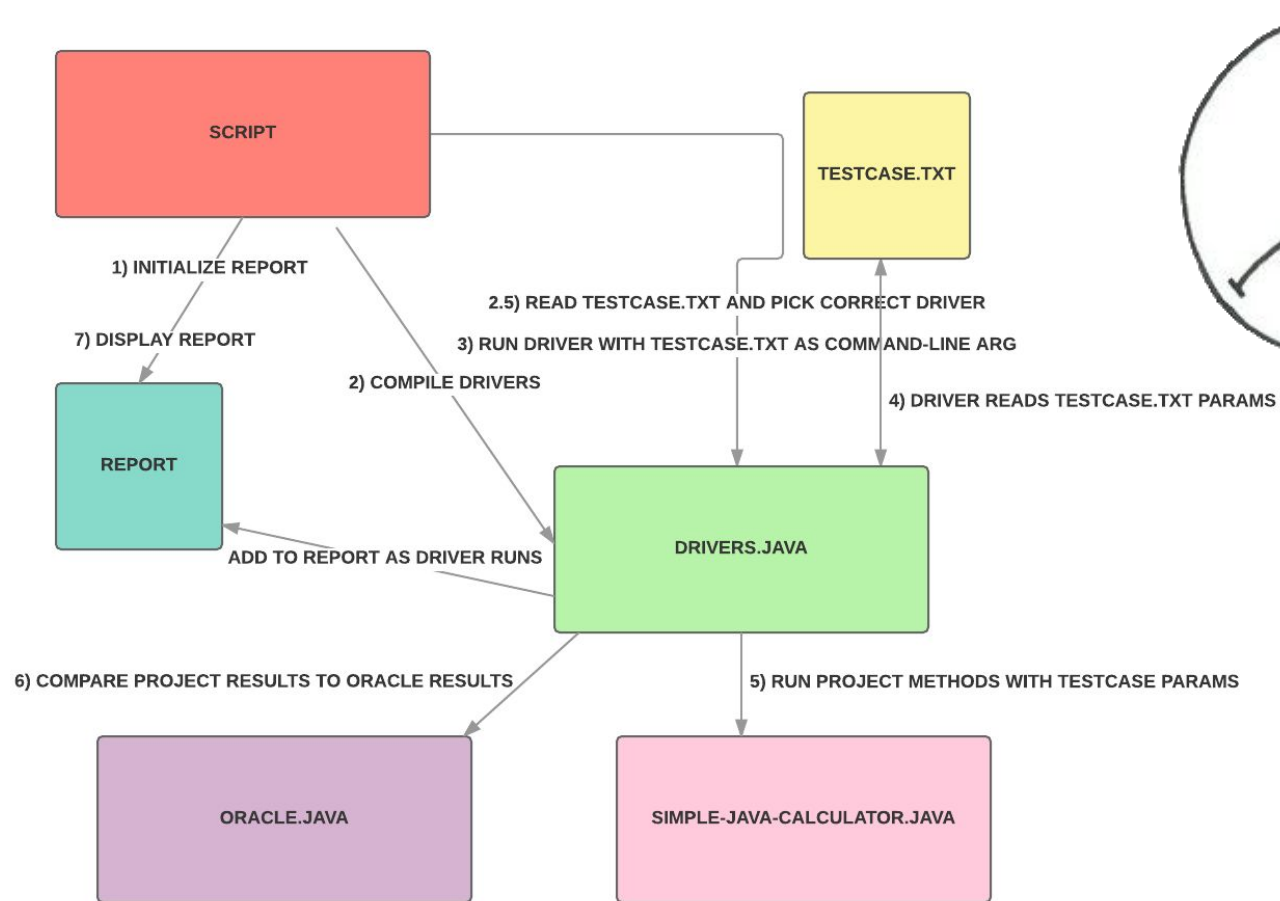 SCRIPT
TESTCASE.TXT
1) INITIALIZE REPORT
2.5) READ TESTCASE.TXT AND PICK CORRECT DRIVER
7) DISPLAY REPORT
3) RUN DRIVER WITH TESTCASE.TXT AS COMMAND-LINE ARG
2) COMPILE DRIVERS
4) DRIVER READS TESTCASE.TXT PARAMS
REPORT
DRIVERS.JAVA
ADD TO REPORT AS DRIVER RUNS
6) COMPARE PROJECT RESULTS TO ORACLE RESULTS
5) RUN PROJECT METHODS WITH TESTCASE PARAMS
ORACLE.JAVA
SIMPLE-JAVA-CALCULATOR.JAVA